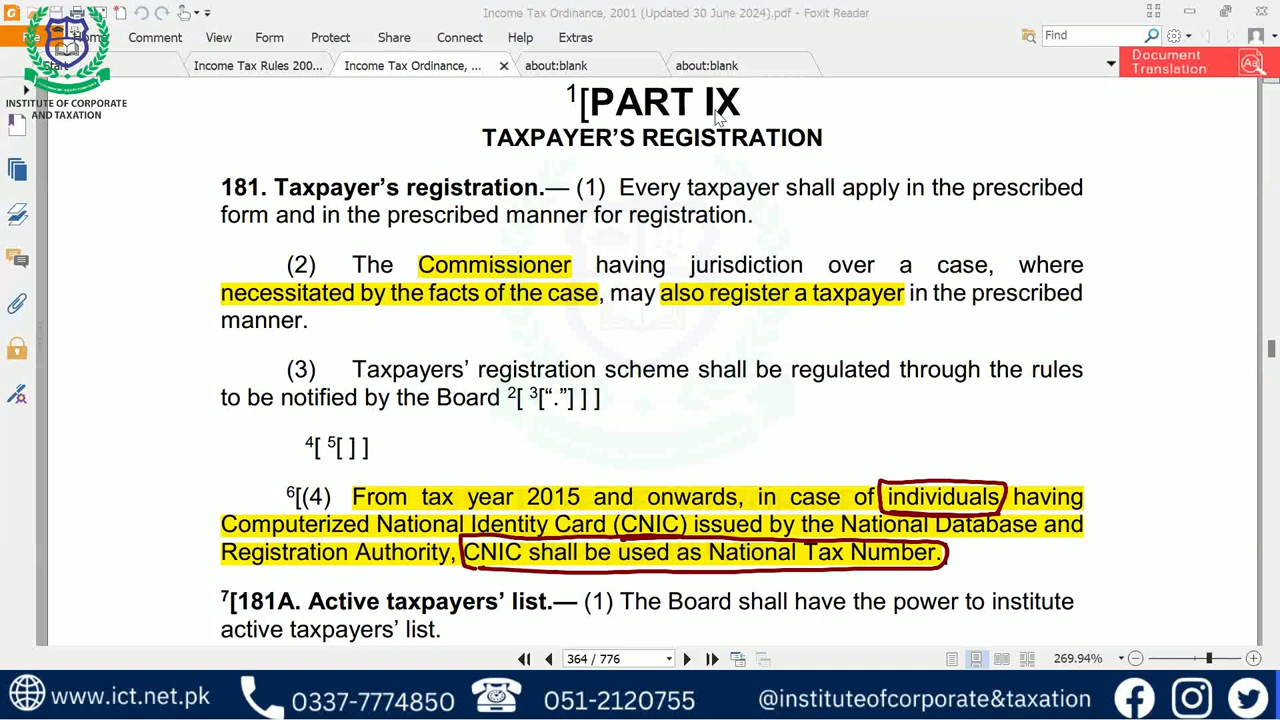 Income Tax Ordinance, 2001 (Updated 30 June 2024).pdf - Foxit Reader
File Home Comment View Form Protect Share Connect Help Extras Find
Start Income Tax Rules 200... Income Tax Ordinance, ... about:blank about:blank
Document
Translation
INSTITUTE OF CORPORATE
AND TAXATION
1[PART IX
TAXPAYER'S REGISTRATION
181. Taxpayer's registration.— (1) Every taxpayer shall apply in the prescribed
form and in the prescribed manner for registration.
(2) The Commissioner having jurisdiction over a case, where
necessitated by the facts of the case, may also register a taxpayer in the prescribed
manner.
(3) Taxpayers' registration scheme shall be regulated through the rules
to be notified by the Board 2[ 3["."] ] ]
4[ 5[ ] ]
6[(4) From tax year 2015 and onwards, in case of individuals having
Computerized National Identity Card (CNIC) issued by the National Database and
Registration Authority, CNIC shall be used as National Tax Number.
7[181A. Active taxpayers' list.— (1) The Board shall have the power to institute
active taxpayers' list.
364 / 776 269.94%
www.ict.net.pk 0337-7774850 051-2120755 @instituteofcorporate&taxation